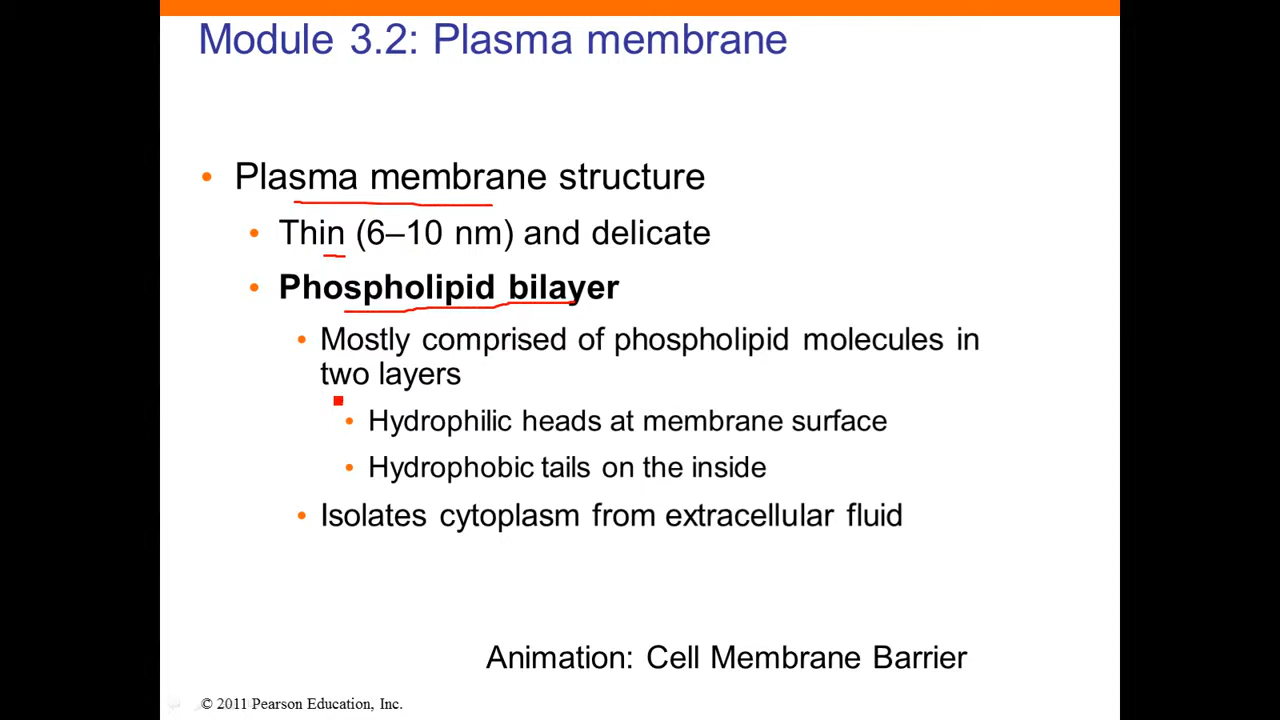 Module 3.2: Plasma membrane
• Plasma membrane structure
• Thin (6–10 nm) and delicate
• Phospholipid bilayer
• Mostly comprised of phospholipid molecules in
two layers
• Hydrophilic heads at membrane surface
• Hydrophobic tails on the inside
• Isolates cytoplasm from extracellular fluid
Animation: Cell Membrane Barrier
© 2011 Pearson Education, Inc.